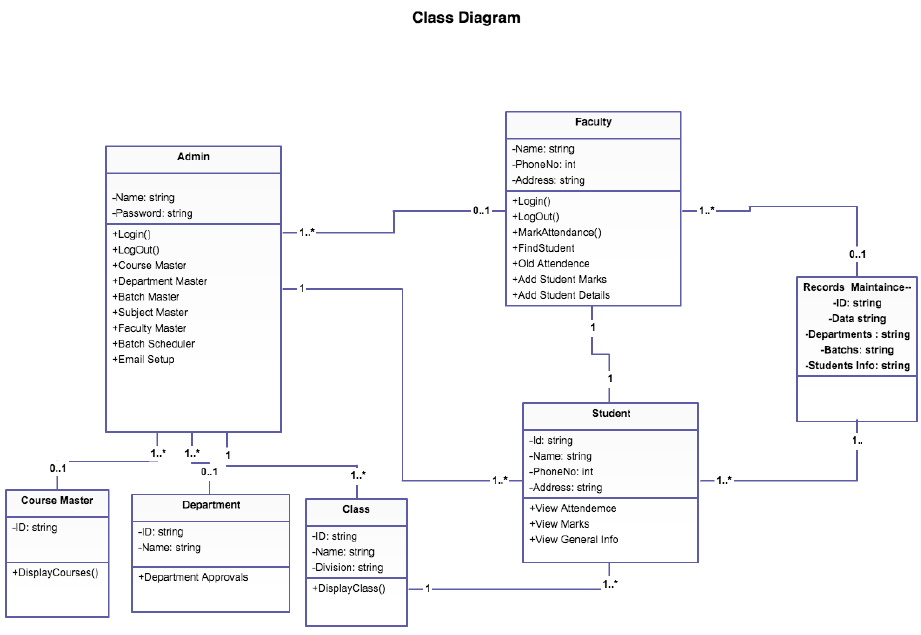 Class Diagram
Admin
-Name: string
-Password: string
+Login()
+LogOut()
+Course Master
+Department Master
+Batch Master
+Subject Master
+Faculty Master
+Batch Scheduler
+Email Setup
Faculty
-Name: string
-PhoneNo: int
-Address: string
+Login()
+LogOut()
+MarkAttendance()
+FindStudent
+Old Attendence
+Add Student Marks
+Add Student Details
1..*
0..1
1..*
0..1
1
1..*
1
1
Records Maintaince--
-ID: string
-Data string
-Departments : string
-Batchs: string
-Students Info: string
1..
1..*
Student
-Id: string
-Name: string
-PhoneNo: int
-Address: string
+View Attendemce
+View Marks
+View General Info
1..*
0..1
1..*
0..1
1
1..*
Course Master
-ID: string
+DisplayCourses()
Department
-ID: string
-Name: string
+Department Approvals
Class
-ID: string
-Name: string
-Division: string
+DisplayClass()
1
1..*